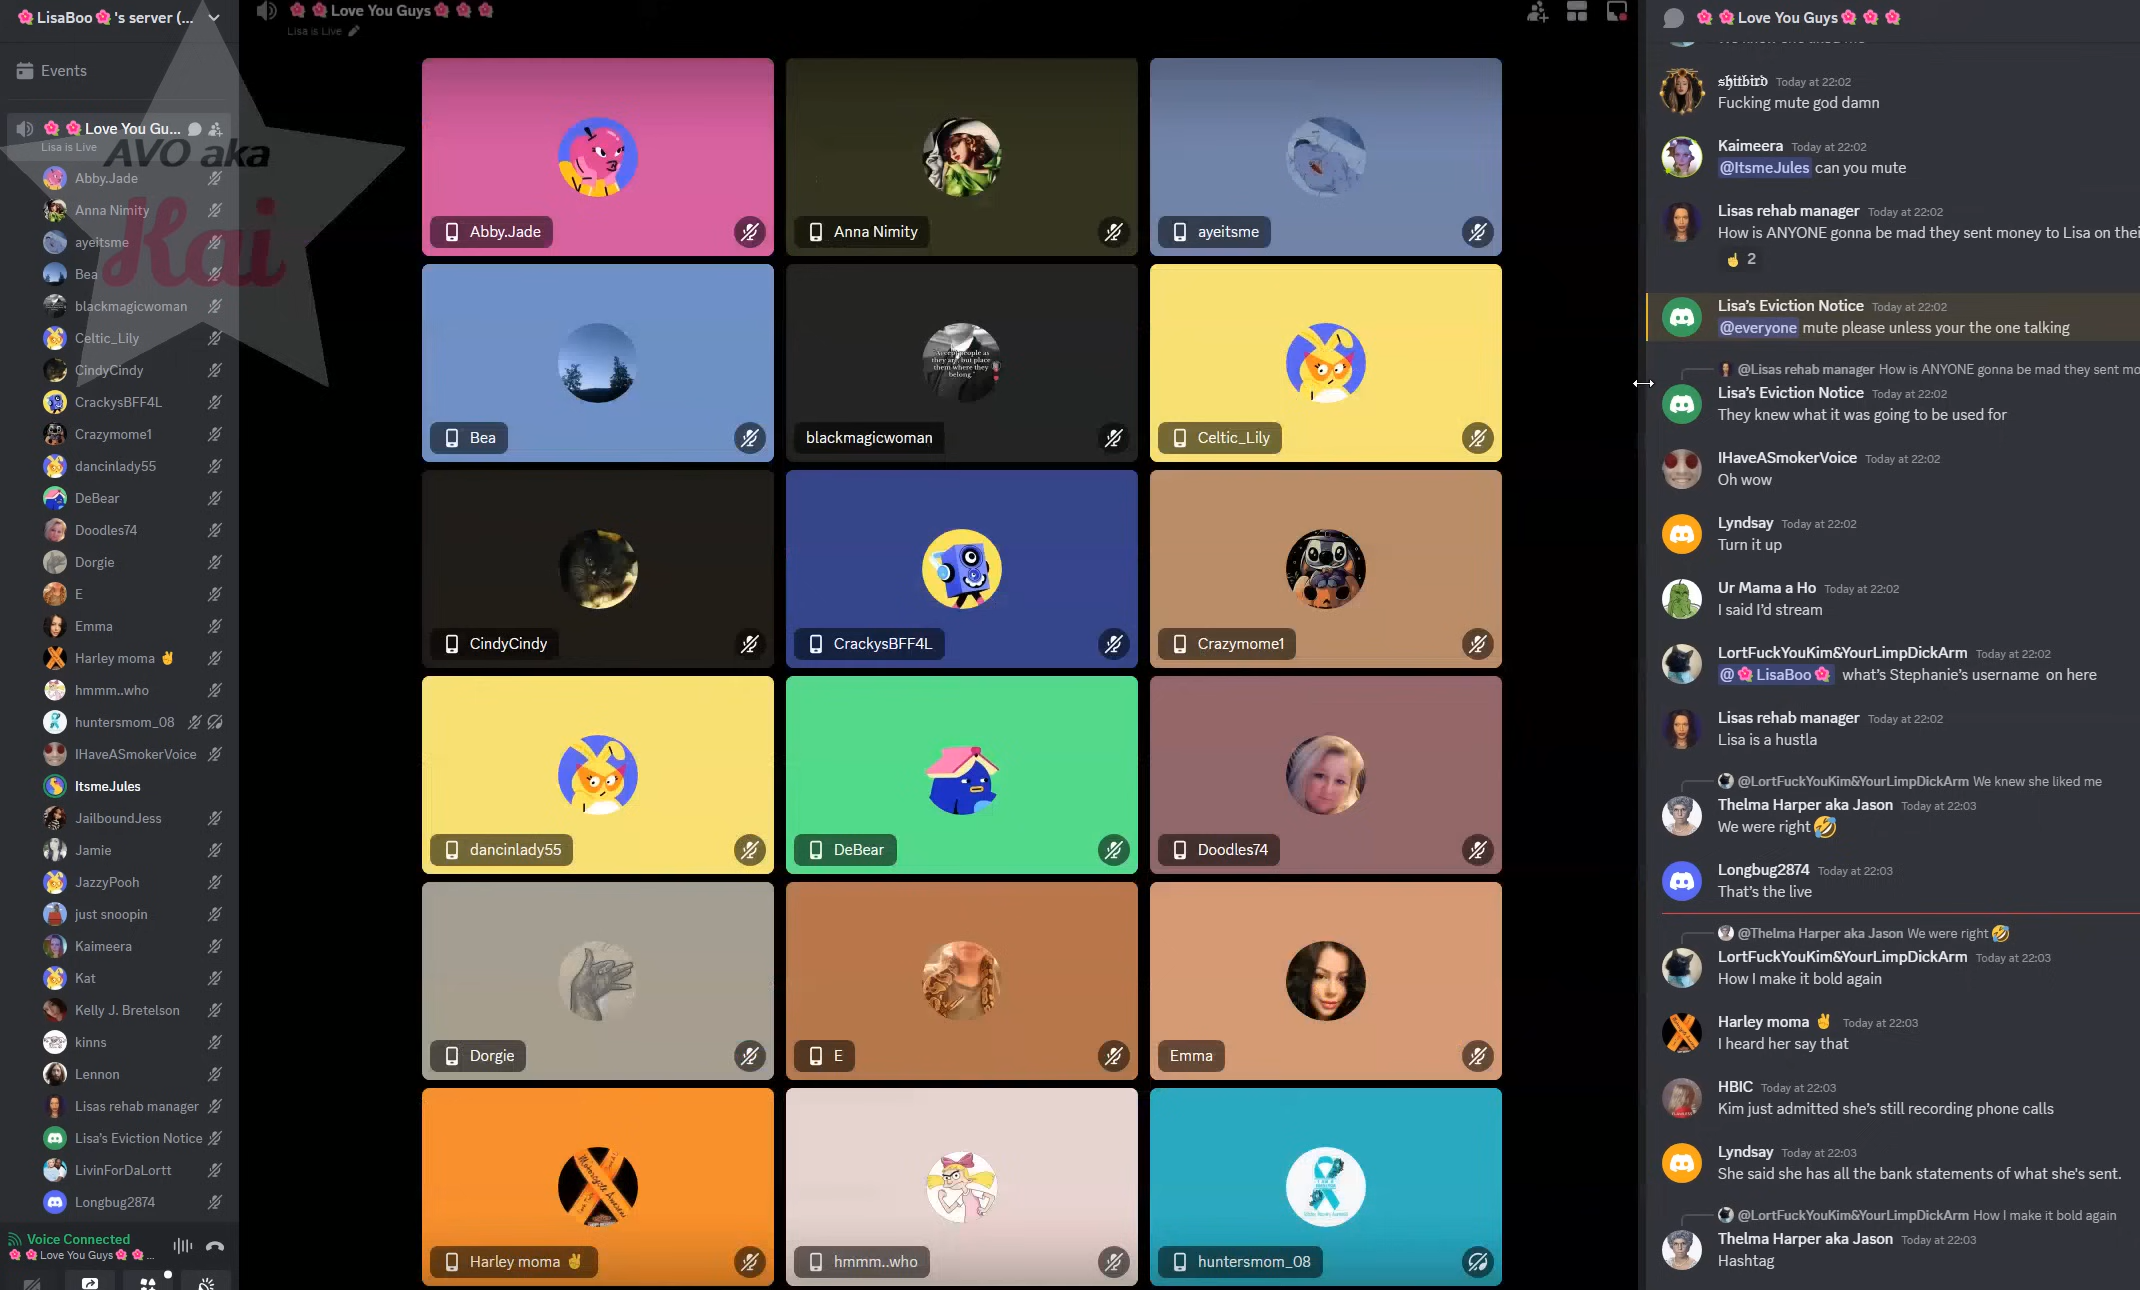 🌺LisaBoo🌺's server (...
Events
🌺🌺Love You Gu...
Lisa is Live
AVO aka
Kai
Abby.Jade
Anna Nimity
ayeitsme
Bea
blackmagicwoman
Celtic_Lily
CindyCindy
CrackysBFF4L
Crazymome1
dancinlady55
DeBear
Doodles74
Dorgie
E
Emma
Harley moma ✌️
hmmm..who
huntersmom_08
IHaveASmokerVoice
ItsmeJules
JailboundJess
Jamie
JazzyPooh
just snoopin
Kaimeera
Kat
Kelly J. Bretelson
kinns
Lennon
Lisas rehab manager
Lisa's Eviction Notice
LivinForDaLortt
Longbug2874
Voice Connected
🌺🌺Love You Guys🌺🌺...
🌺🌺Love You Guys🌺🌺🌺
Lisa is Live
Abby.Jade
Anna Nimity
ayeitsme
Bea
blackmagicwoman
"Accept people as
they are, but place
them where they
belong."
Celtic_Lily
CindyCindy
CrackysBFF4L
Crazymome1
dancinlady55
DeBear
Doodles74
Dorgie
E
Emma
Harley moma ✌️
hmmm..who
huntersmom_08
🌺🌺Love You Guys🌺🌺🌺
We knew she liked me
shitbird Today at 22:02
Fucking mute god damn
Kaimeera Today at 22:02
@ItsmeJules can you mute
Lisas rehab manager Today at 22:02
How is ANYONE gonna be mad they sent money to Lisa on thei
☝️ 2
Lisa's Eviction Notice Today at 22:02
@everyone mute please unless your the one talking
@Lisas rehab manager How is ANYONE gonna be mad they sent mo
Lisa's Eviction Notice Today at 22:02
They knew what it was going to be used for
IHaveASmokerVoice Today at 22:02
Oh wow
Lyndsay Today at 22:02
Turn it up
Ur Mama a Ho Today at 22:02
I said I'd stream
LortFuckYouKim&YourLimpDickArm Today at 22:02
@🌺LisaBoo🌺 what's Stephanie's username on here
Lisas rehab manager Today at 22:02
Lisa is a hustla
@LortFuckYouKim&YourLimpDickArm We knew she liked me
Thelma Harper aka Jason Today at 22:03
We were right 🤣
Longbug2874 Today at 22:03
That's the live
@Thelma Harper aka Jason We were right 🤣
LortFuckYouKim&YourLimpDickArm Today at 22:03
How I make it bold again
Harley moma ✌️ Today at 22:03
I heard her say that
HBIC Today at 22:03
Kim just admitted she's still recording phone calls
Lyndsay Today at 22:03
She said she has all the bank statements of what she's sent.
@LortFuckYouKim&YourLimpDickArm How I make it bold again
Thelma Harper aka Jason Today at 22:03
Hashtag